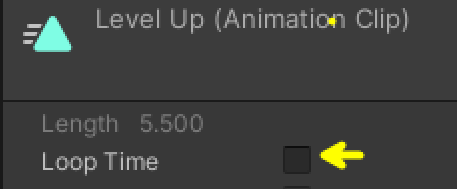 Level Up (Animation Clip)
Length 5.500
Loop Time